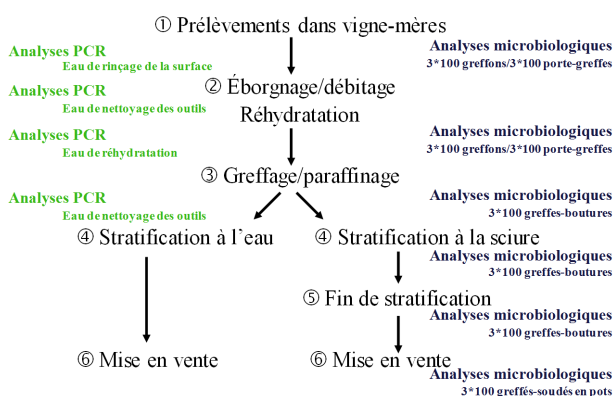 ① Prélèvements dans vigne-mères
Analyses PCR
Eau de rinçage de la surface
Analyses microbiologiques
3*100 greffons/3*100 porte-greffes
② Éborgnage/débitage
Réhydratation
Analyses PCR
Eau de nettoyage des outils
Analyses PCR
Eau de réhydratation
Analyses microbiologiques
3*100 greffons/3*100 porte-greffes
③ Greffage/paraffinage
Analyses PCR
Eau de nettoyage des outils
Analyses microbiologiques
3*100 greffes-boutures
④ Stratification à l'eau
④ Stratification à la sciure
Analyses microbiologiques
3*100 greffes-boutures
⑤ Fin de stratification
Analyses microbiologiques
3*100 greffes-boutures
⑥ Mise en vente
⑥ Mise en vente
Analyses microbiologiques
3*100 greffés-soudés en pots